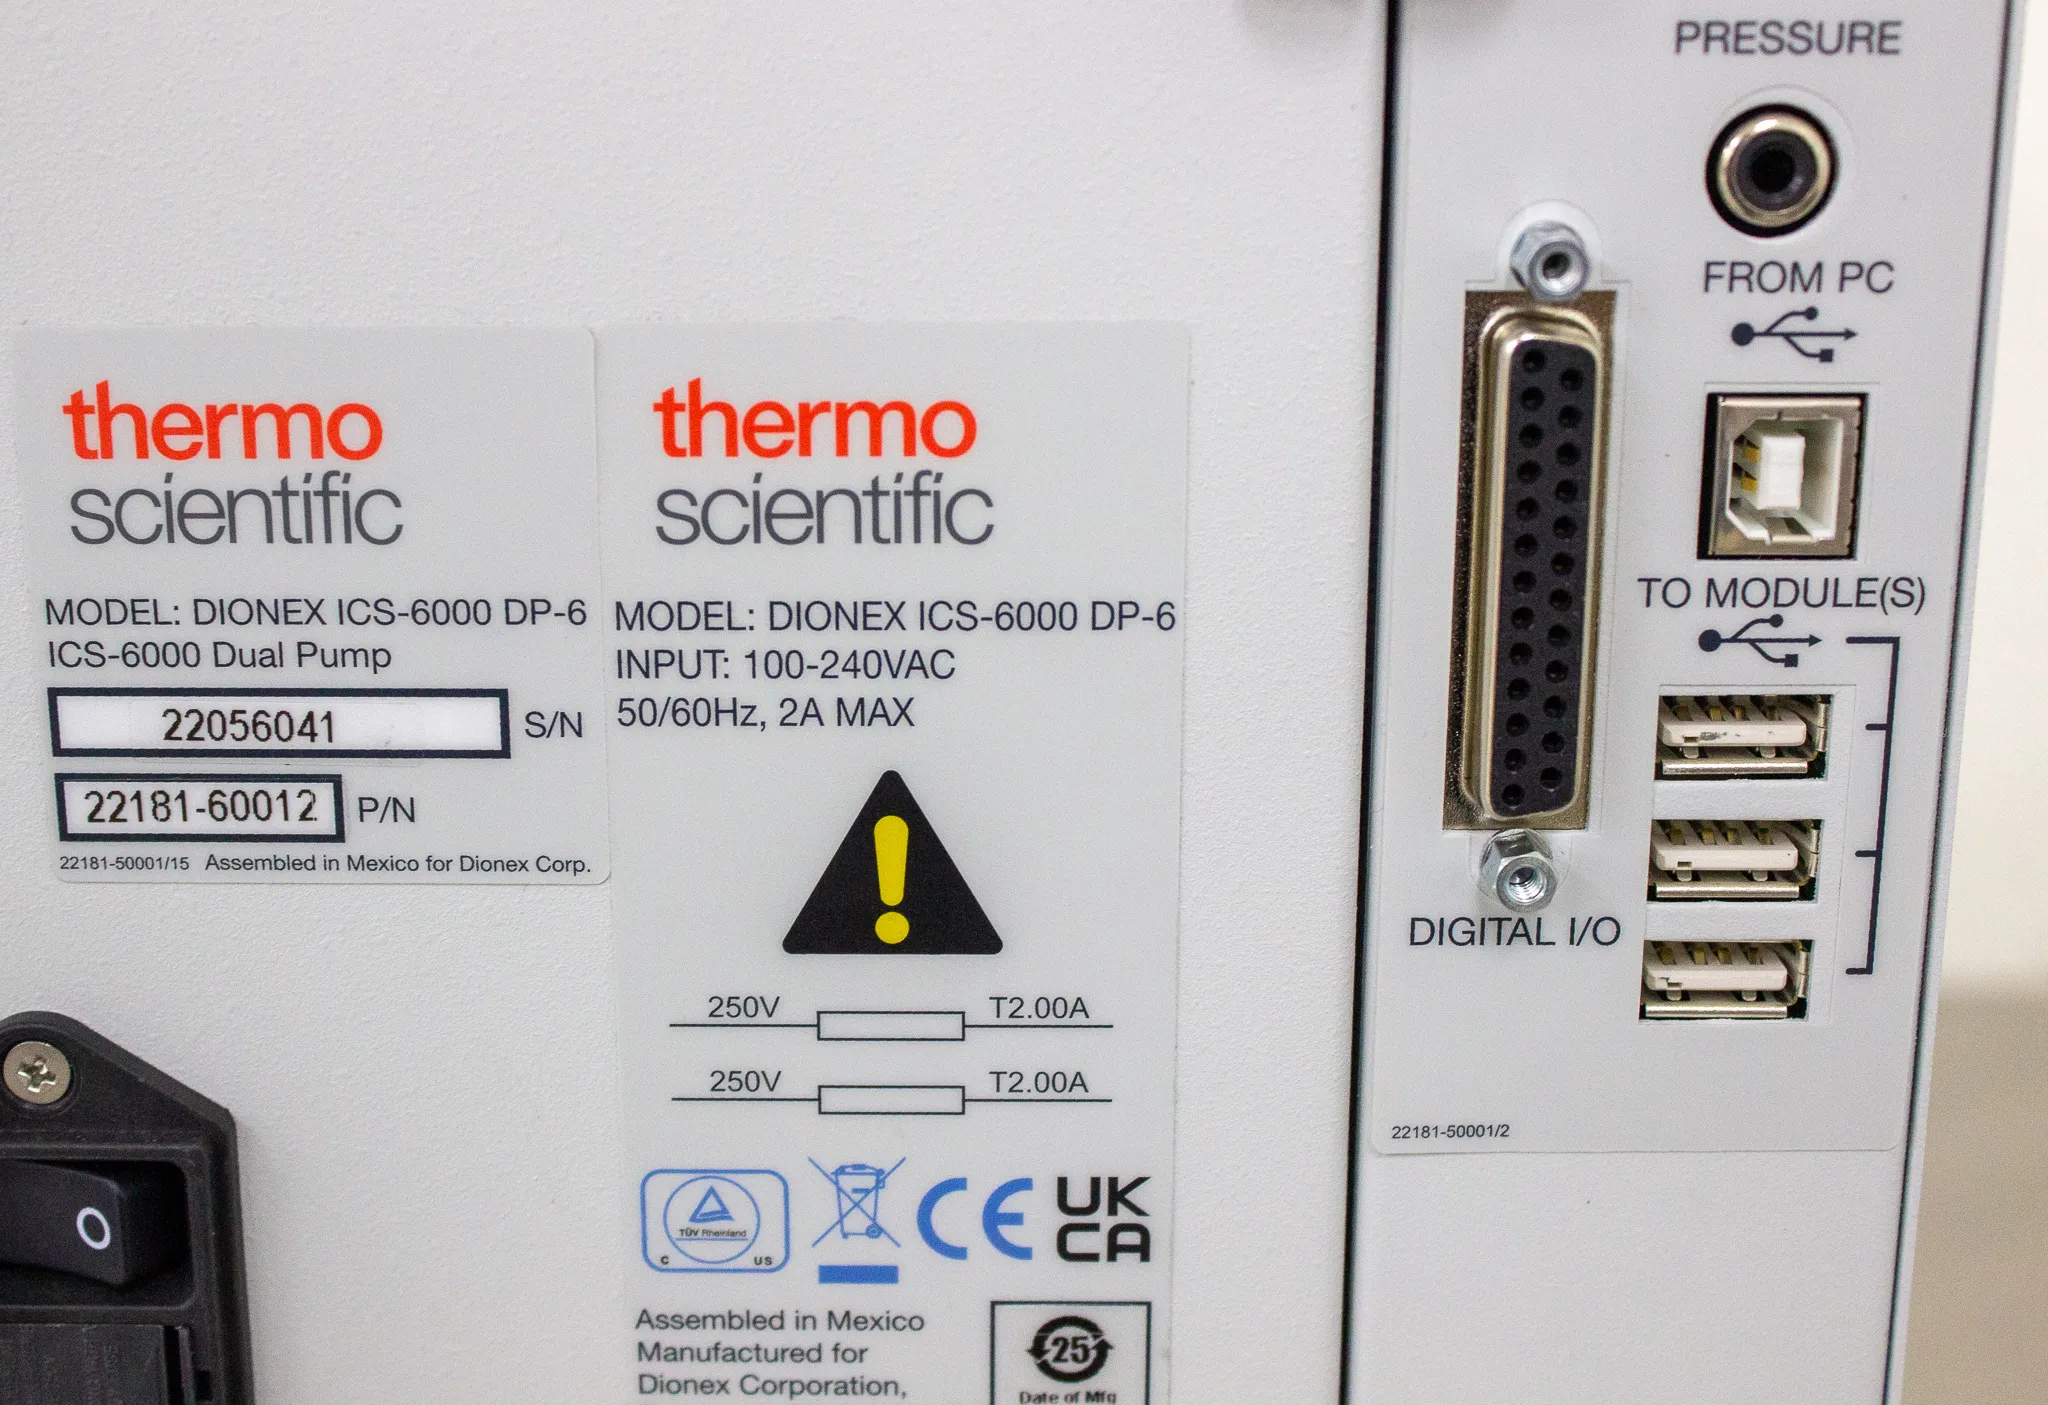 thermo
scientific
MODEL: DIONEX ICS-6000 DP-6
ICS-6000 Dual Pump
22056041 S/N
22181-60012 P/N
22181-50001/15 Assembled in Mexico for Dionex Corp.
thermo
scientific
MODEL: DIONEX ICS-6000 DP-6
INPUT: 100-240VAC
50/60Hz, 2A MAX
250V T2.00A
250V T2.00A
TÜV Rheinland
C US
CE
UK
CA
Assembled in Mexico
Manufactured for
Dionex Corporation,
25
Date of Mfg
PRESSURE
FROM PC
TO MODULE(S)
DIGITAL I/O
22181-50001/2
O